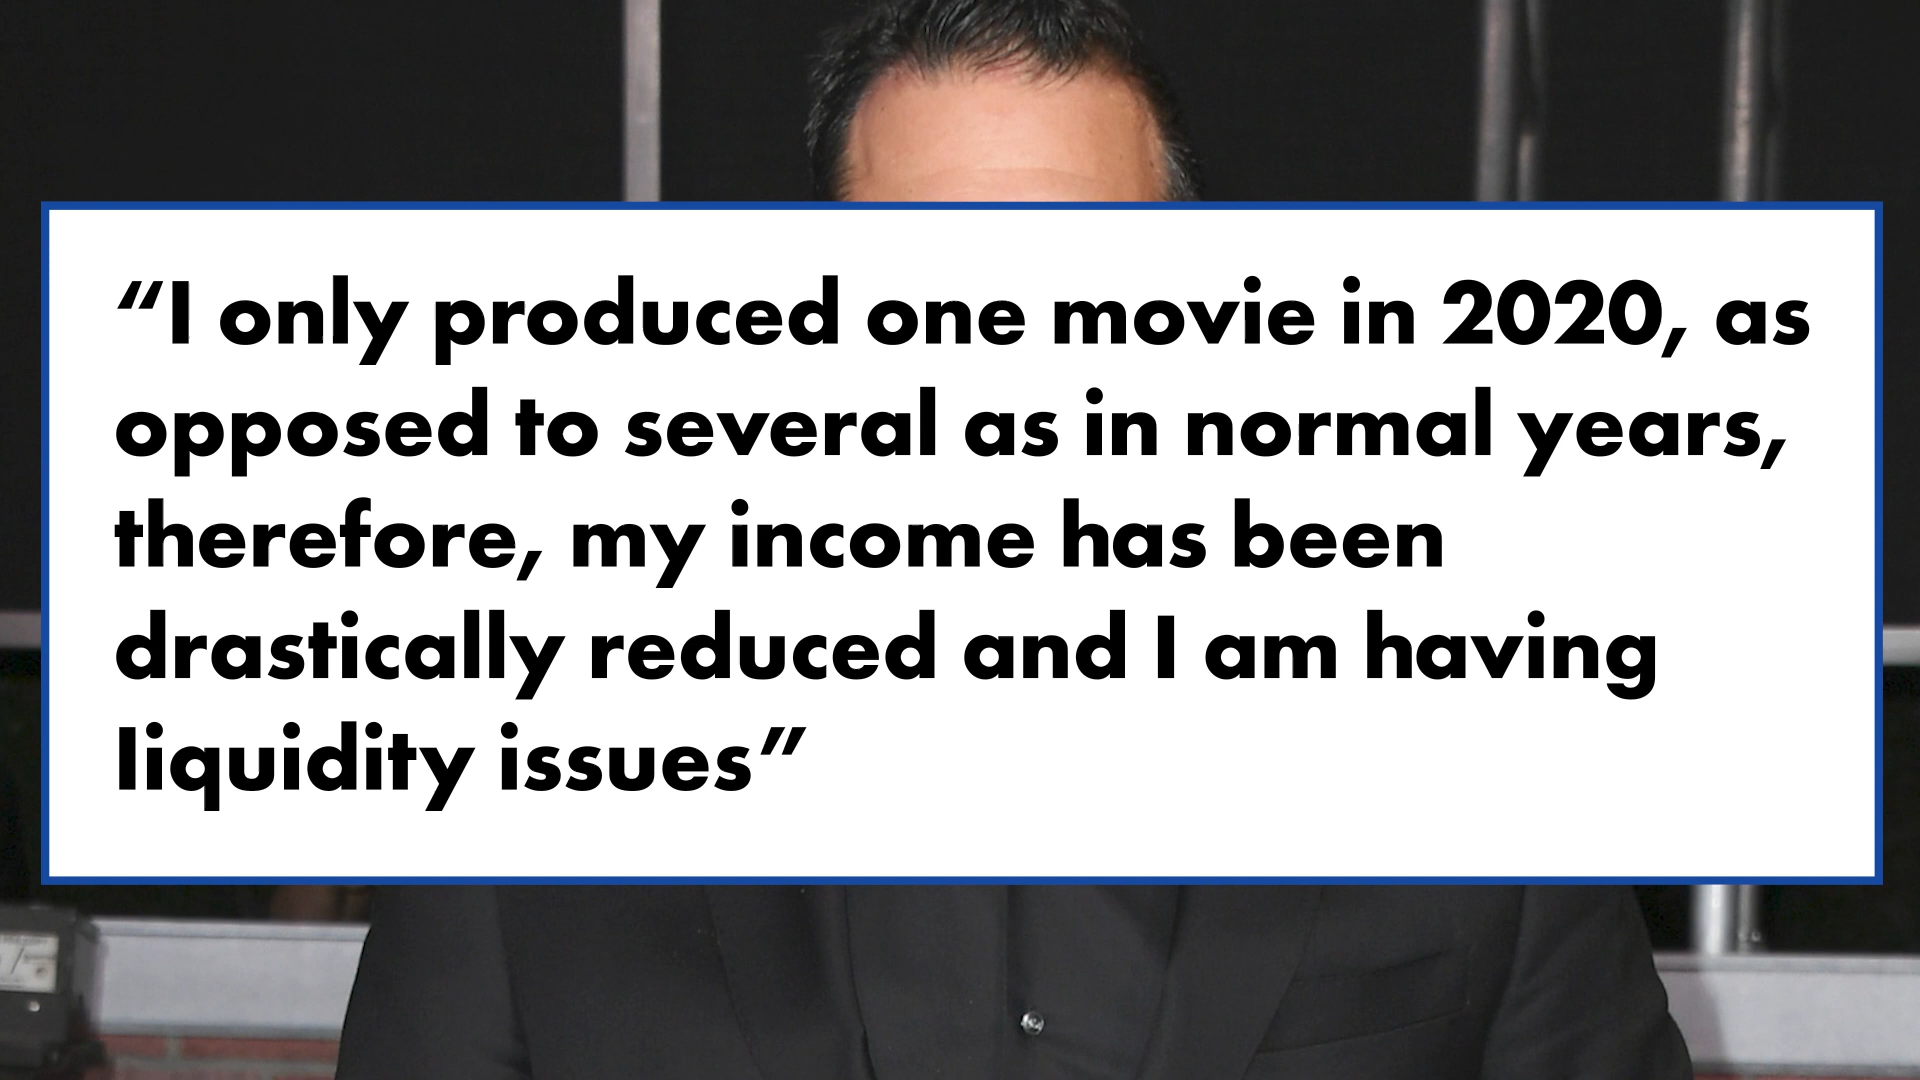 “I only produced one movie in 2020, as
opposed to several as in normal years,
therefore, my income has been
drastically reduced and I am having
liquidity issues”